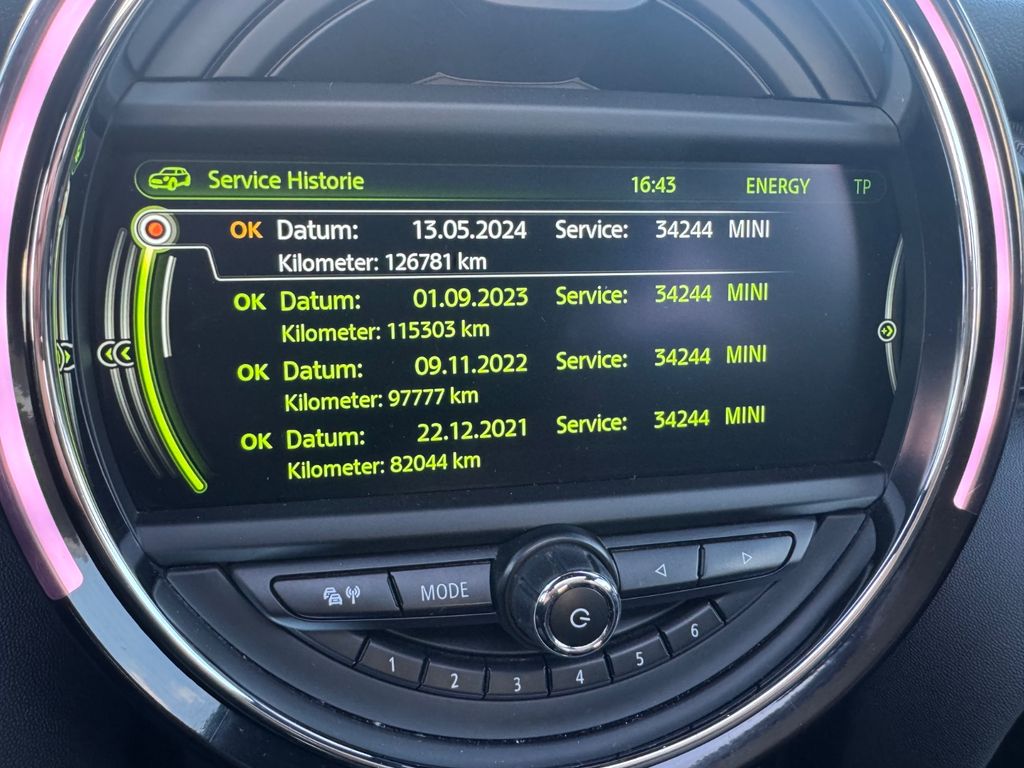 Service Historie 16:43 ENERGY TP
OK Datum: 13.05.2024 Service: 34244 MINI
Kilometer: 126781 km
OK Datum: 01.09.2023 Service: 34244 MINI
Kilometer: 115303 km
OK Datum: 09.11.2022 Service: 34244 MINI
Kilometer: 97777 km
OK Datum: 22.12.2021 Service: 34244 MINI
Kilometer: 82044 km
MODE
1 2 3 4 5 6